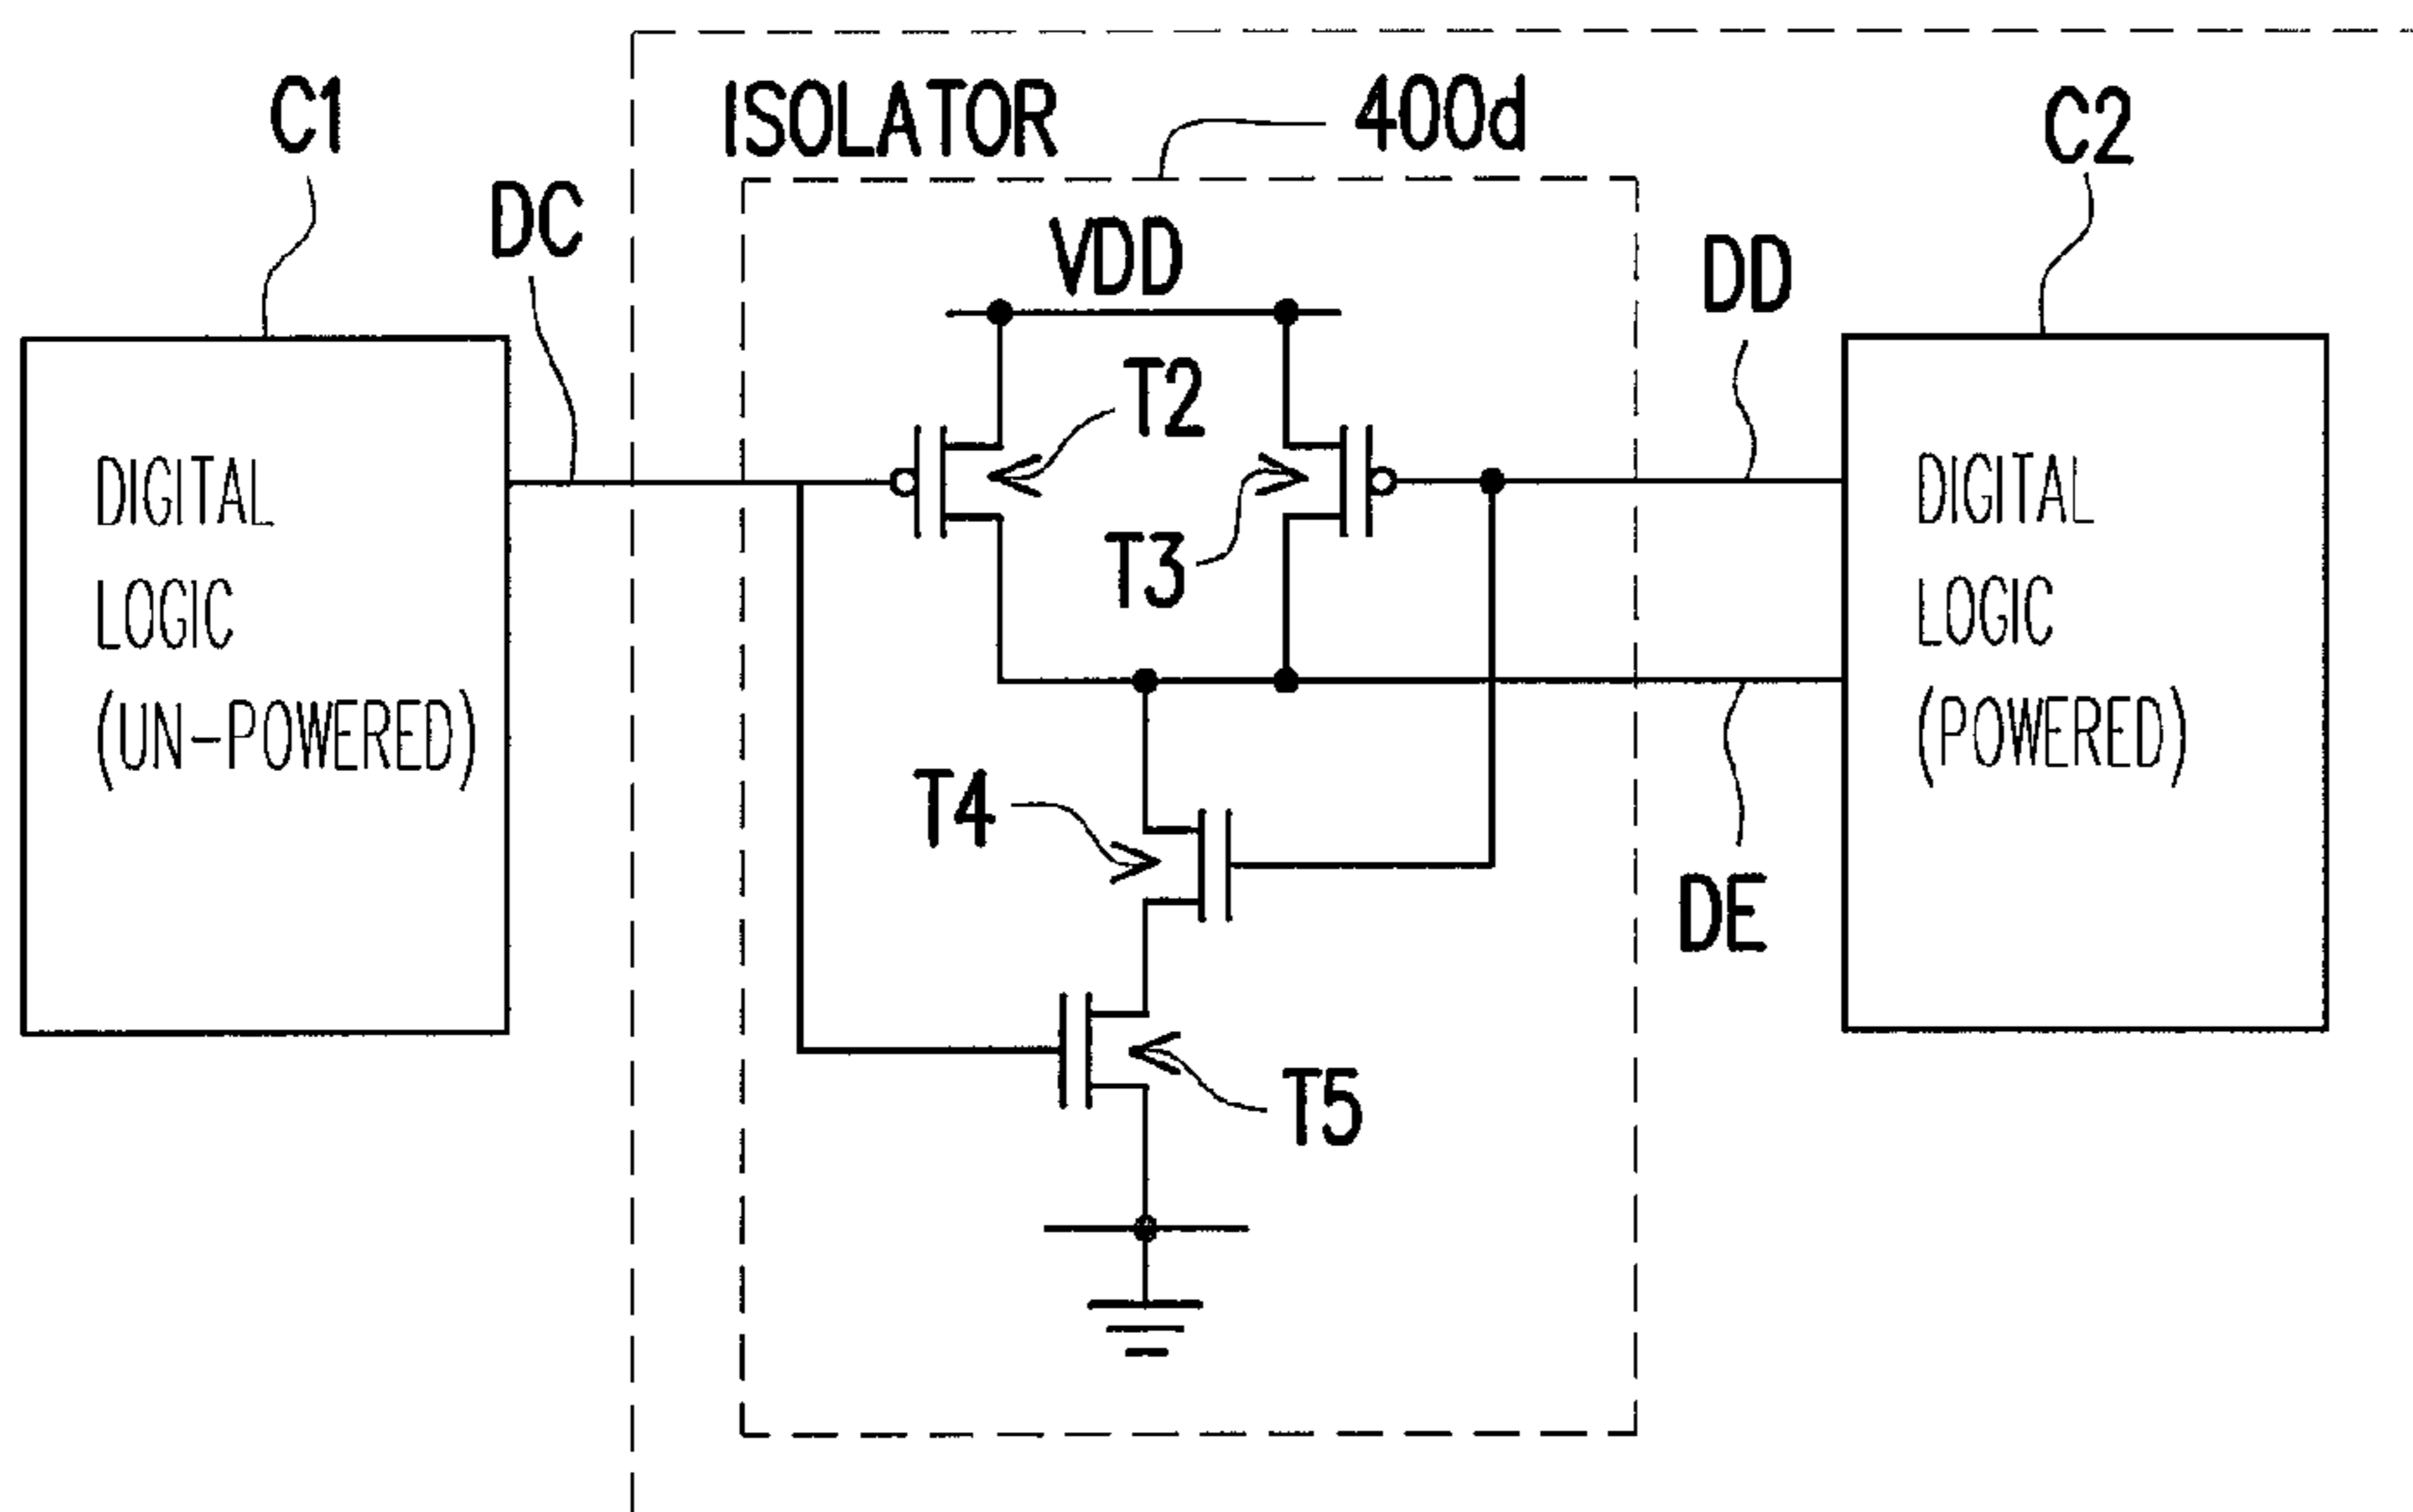 C1
ISOLATOR
400d
C2
DC
VDD
DD
T2
T3
DIGITAL
LOGIC
(UN-POWERED)
DIGITAL
LOGIC
(POWERED)
T4
DE
T5